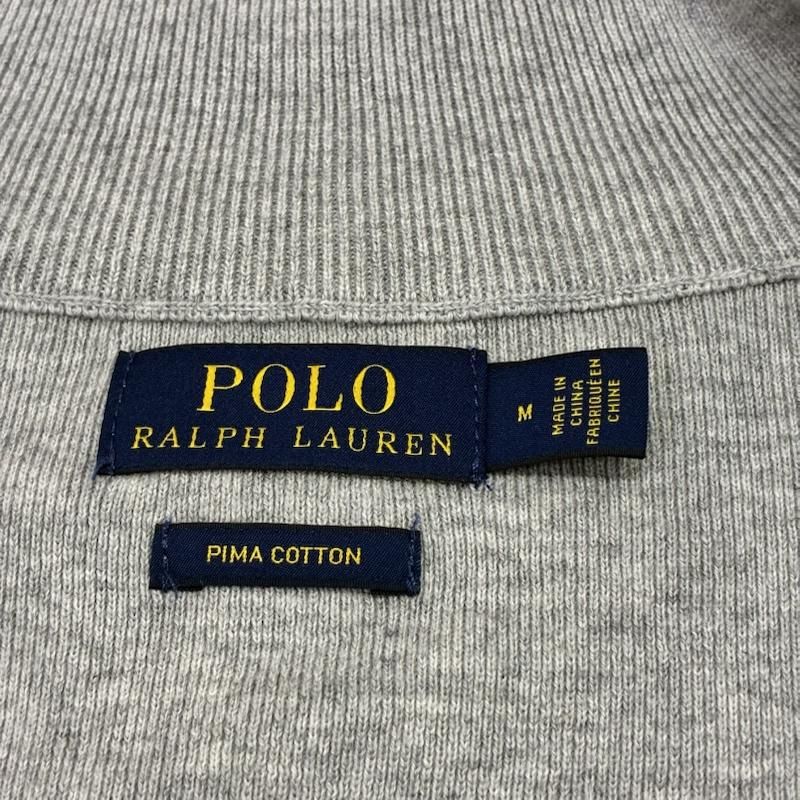 POLO
RALPH LAUREN
M
MADE IN
CHINA
FABRIQUÉ EN
CHINE
PIMA COTTON